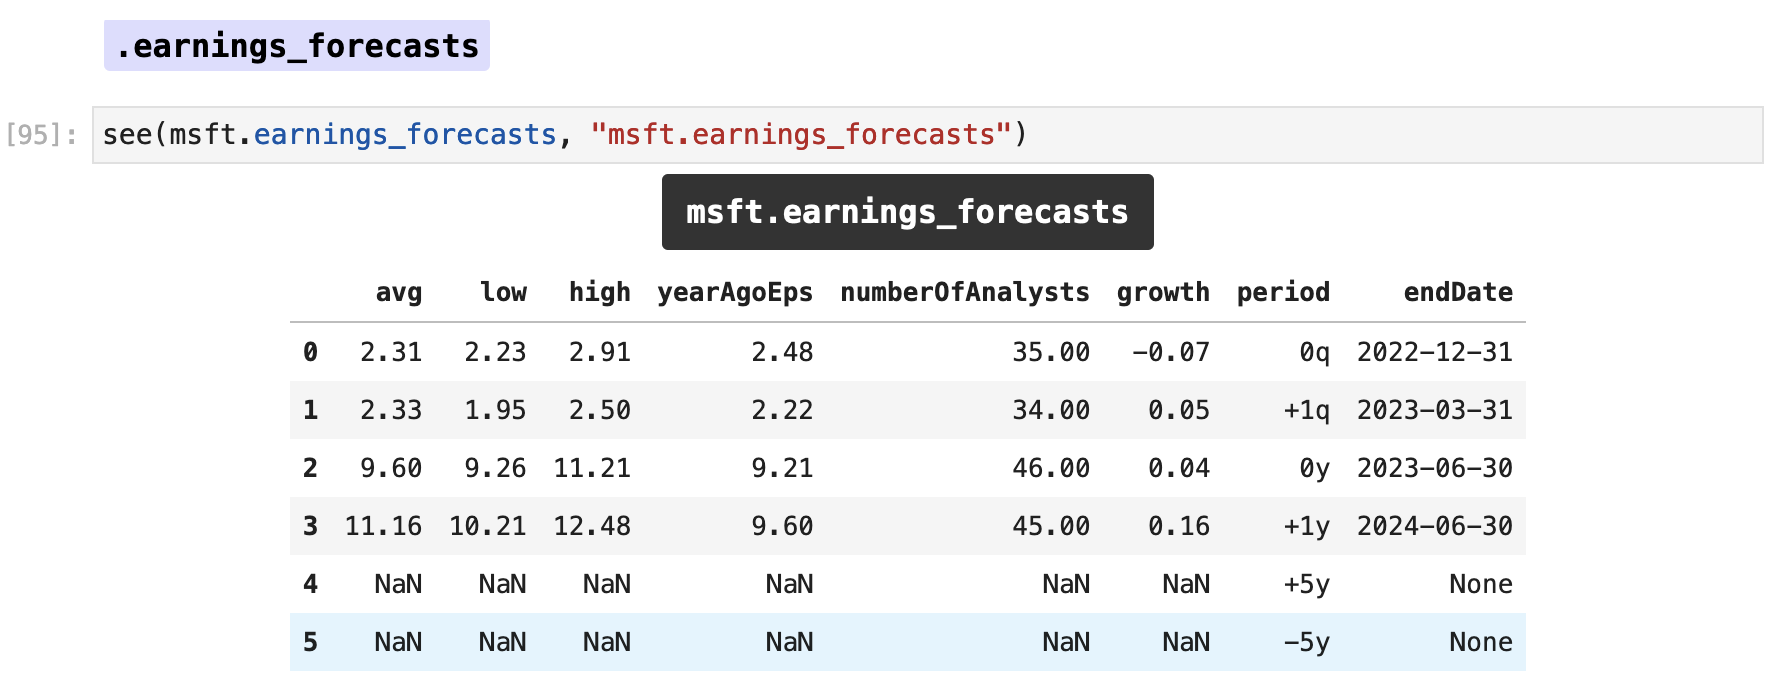 .earnings_forecasts
[95]: see(msft.earnings_forecasts, "msft.earnings_forecasts")
msft.earnings_forecasts
avg low high yearAgoEps numberOfAnalysts growth period endDate
0 2.31 2.23 2.91 2.48 35.00 −0.07 0q 2022-12-31
1 2.33 1.95 2.50 2.22 34.00 0.05 +1q 2023-03-31
2 9.60 9.26 11.21 9.21 46.00 0.04 0y 2023-06-30
3 11.16 10.21 12.48 9.60 45.00 0.16 +1y 2024-06-30
4 NaN NaN NaN NaN NaN NaN +5y None
5 NaN NaN NaN NaN NaN NaN −5y None